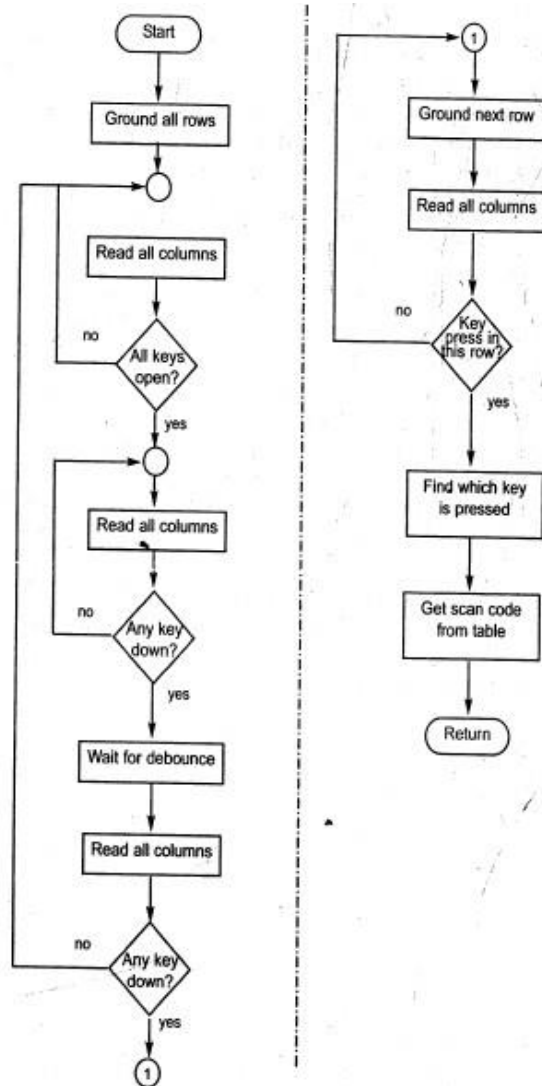 Start
Ground all rows
Read all columns
no
All keys
open?
yes
Read all columns
no
Any key
down?
yes
Wait for debounce
Read all columns
no
Any key
down?
yes
1
1
Ground next row
Read all columns
no
Key
press in
this row?
yes
Find which key
is pressed
Get scan code
from table
Return